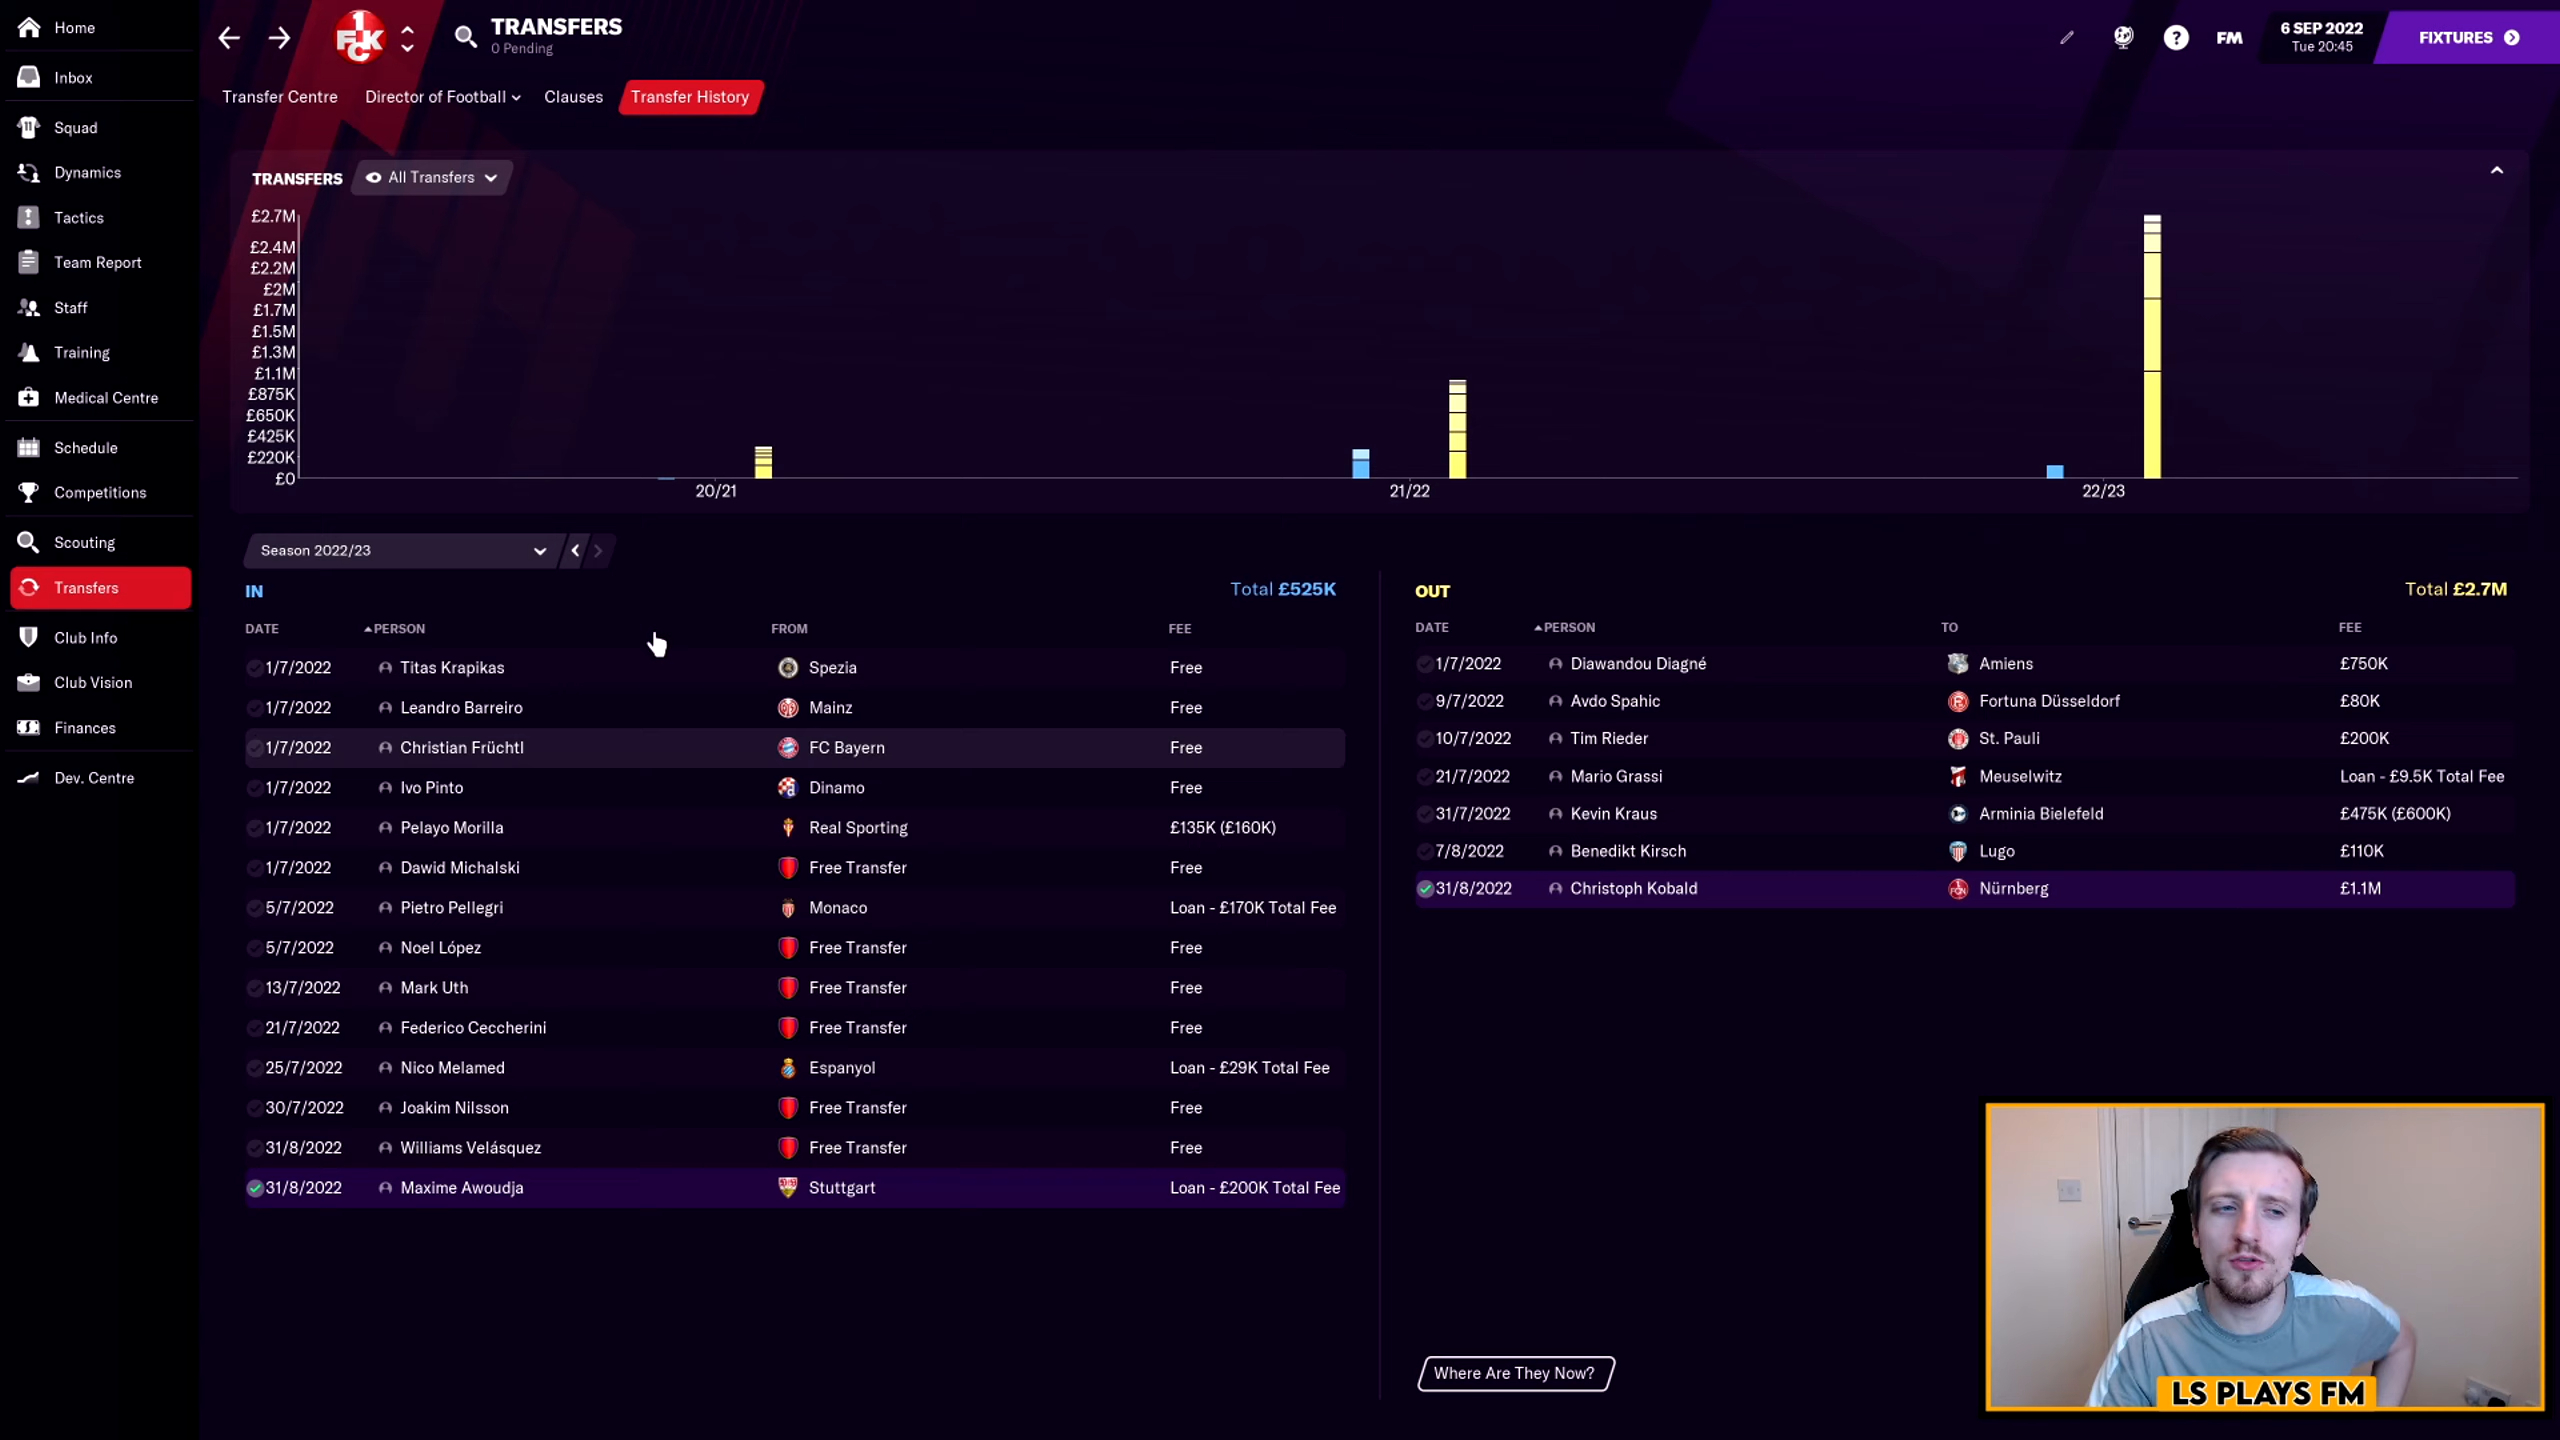 Home
Inbox
Squad
Dynamics
Tactics
Team Report
Staff
Training
Medical Centre
Schedule
Competitions
Scouting
Transfers
Club Info
Club Vision
Finances
Dev. Centre
1
FCK
TRANSFERS
0 Pending
FM
6 SEP 2022
Tue 20:45
FIXTURES
Transfer Centre Director of Football Clauses Transfer History
TRANSFERS All Transfers
£2.7M
£2.4M
£2.2M
£2M
£1.7M
£1.5M
£1.3M
£1.1M
£875K
£650K
£425K
£220K
£0
20/21 21/22 22/23
Season 2022/23
IN Total £525K
DATE PERSON FROM FEE
1/7/2022 Titas Krapikas Spezia Free
1/7/2022 Leandro Barreiro Mainz Free
1/7/2022 Christian Früchtl FC Bayern Free
1/7/2022 Ivo Pinto Dinamo Free
1/7/2022 Pelayo Morilla Real Sporting £135K (£160K)
1/7/2022 Dawid Michalski Free Transfer Free
5/7/2022 Pietro Pellegri Monaco Loan - £170K Total Fee
5/7/2022 Noel López Free Transfer Free
13/7/2022 Mark Uth Free Transfer Free
21/7/2022 Federico Ceccherini Free Transfer Free
25/7/2022 Nico Melamed Espanyol Loan - £29K Total Fee
30/7/2022 Joakim Nilsson Free Transfer Free
31/8/2022 Williams Velásquez Free Transfer Free
31/8/2022 Maxime Awoudja Stuttgart Loan - £200K Total Fee
OUT Total £2.7M
DATE PERSON TO FEE
1/7/2022 Diawandou Diagné Amiens £750K
9/7/2022 Avdo Spahic Fortuna Düsseldorf £80K
10/7/2022 Tim Rieder St. Pauli £200K
21/7/2022 Mario Grassi Meuselwitz Loan - £9.5K Total Fee
31/7/2022 Kevin Kraus Arminia Bielefeld £475K (£600K)
7/8/2022 Benedikt Kirsch Lugo £110K
31/8/2022 Christoph Kobald Nürnberg £1.1M
Where Are They Now?
LS PLAYS FM